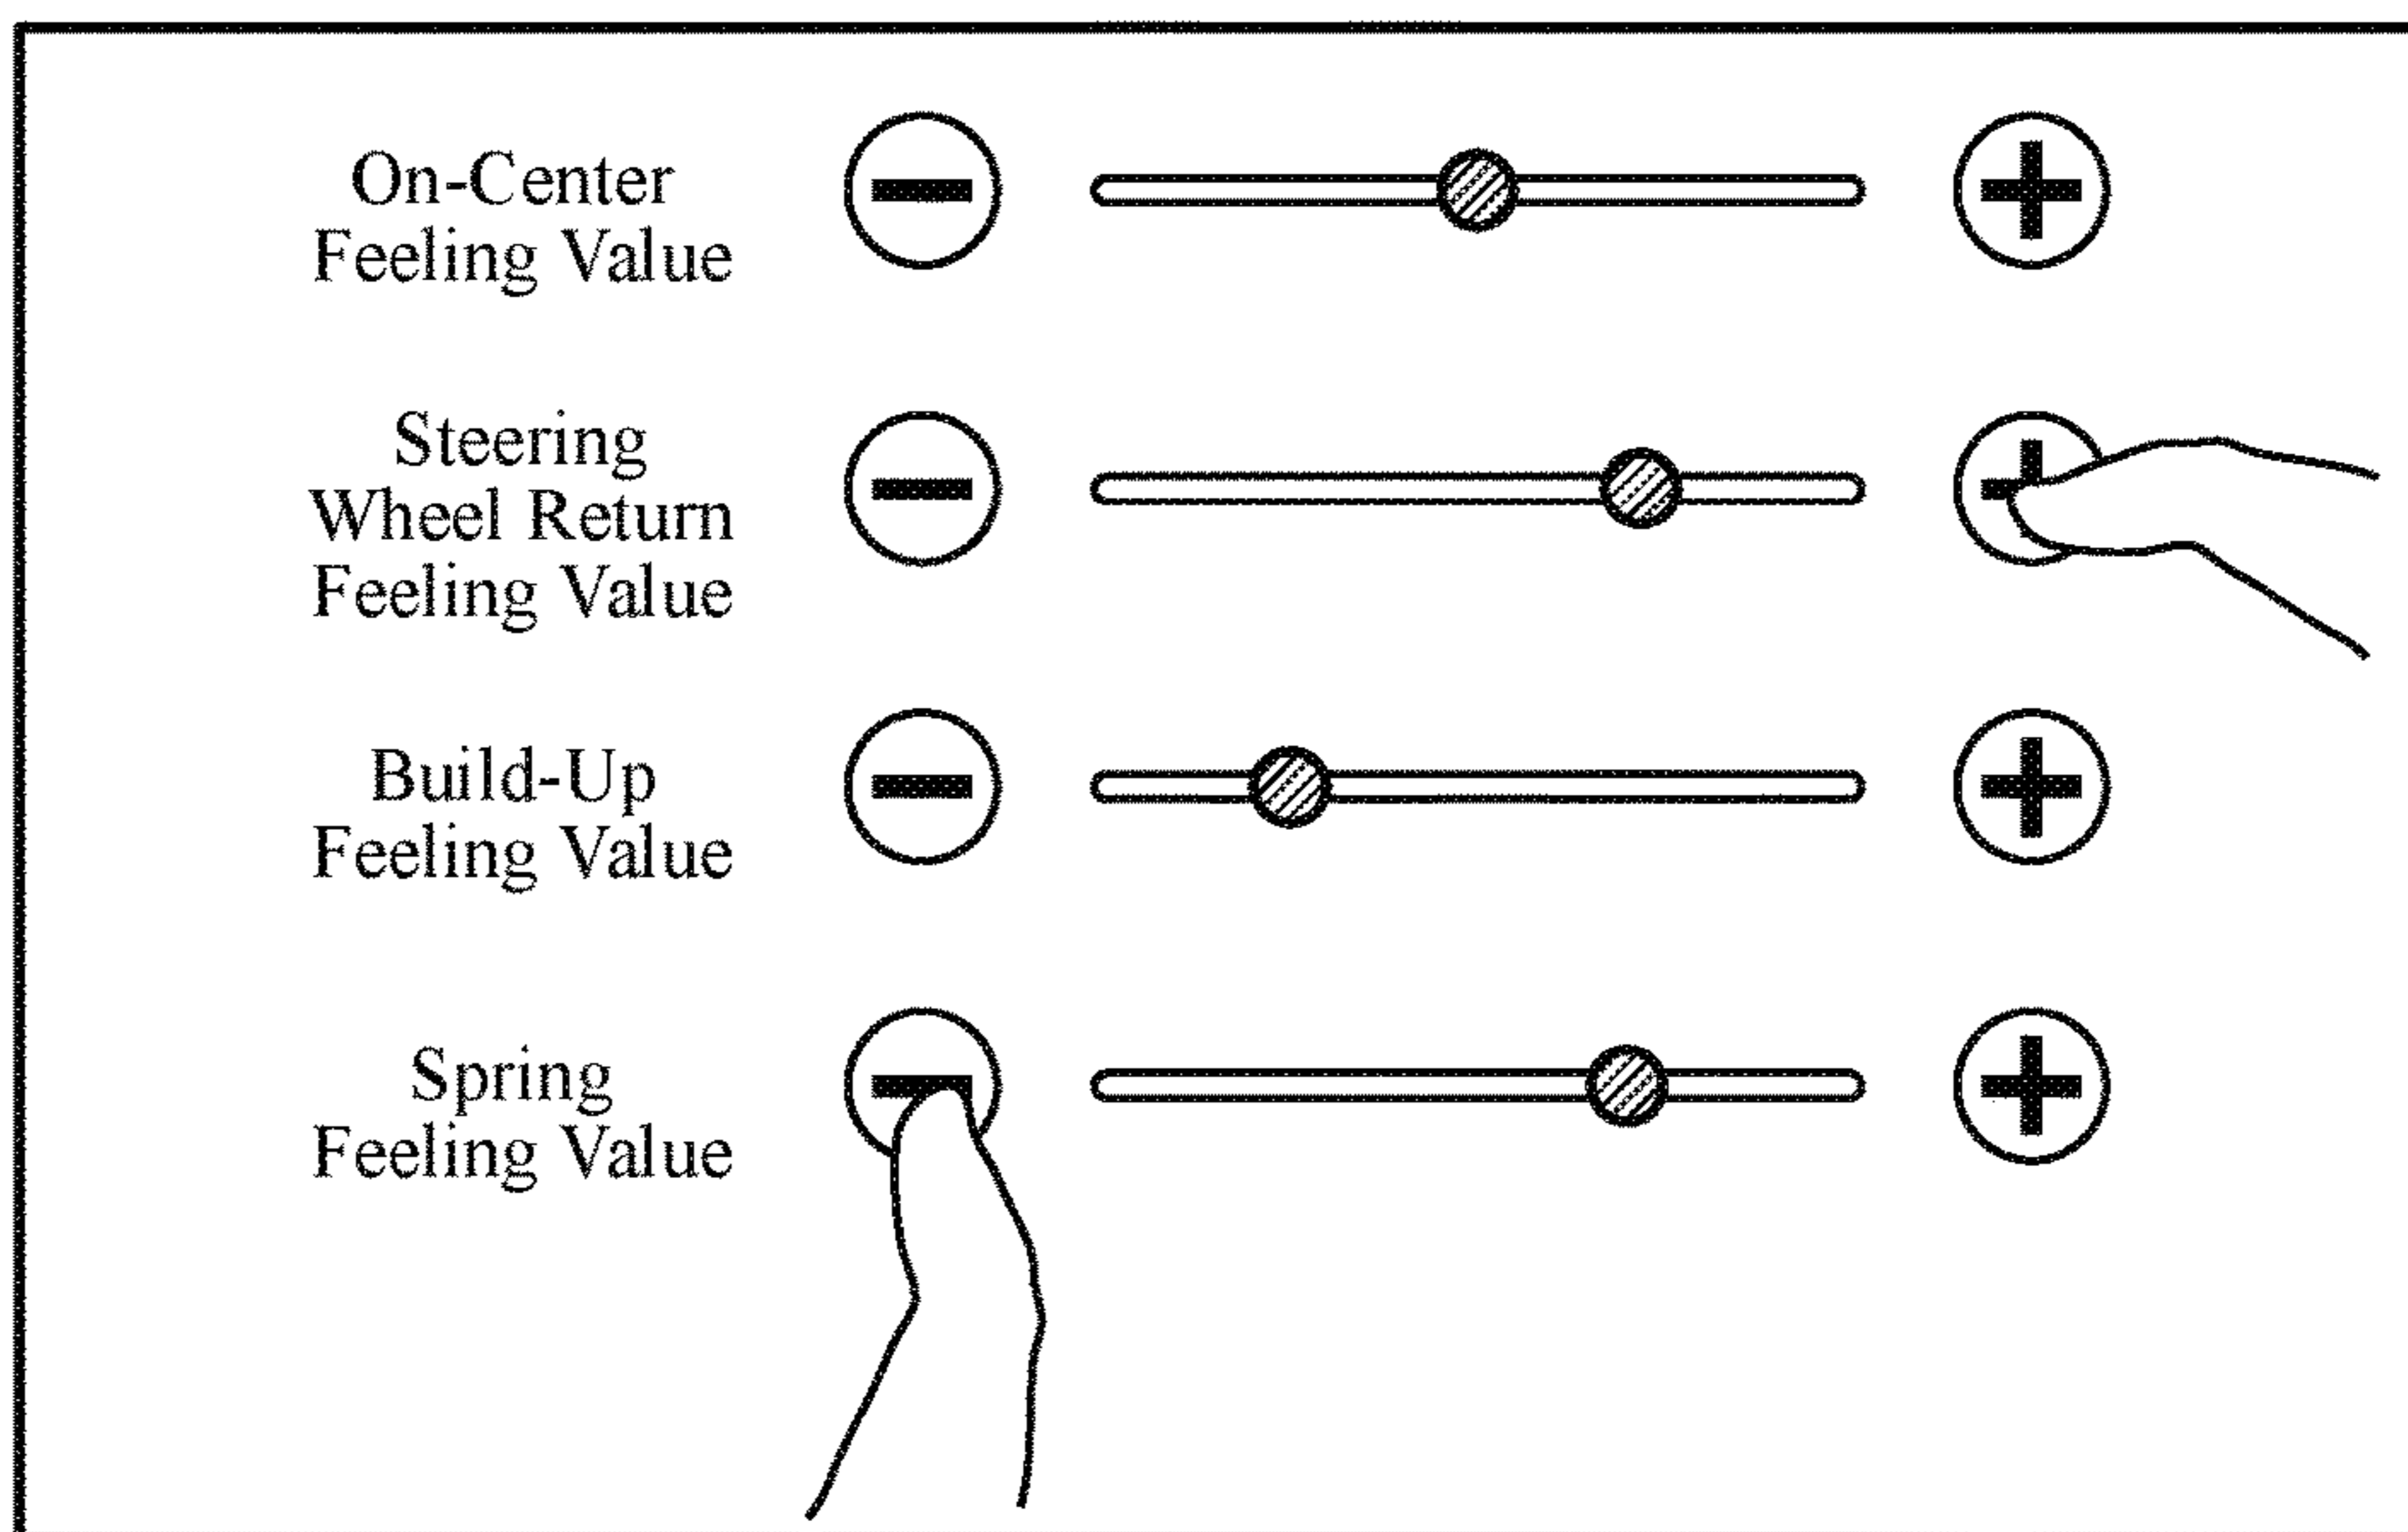 On-Center
Feeling Value
Steering
Wheel Return
Feeling Value
Build-Up
Feeling Value
Spring
Feeling Value